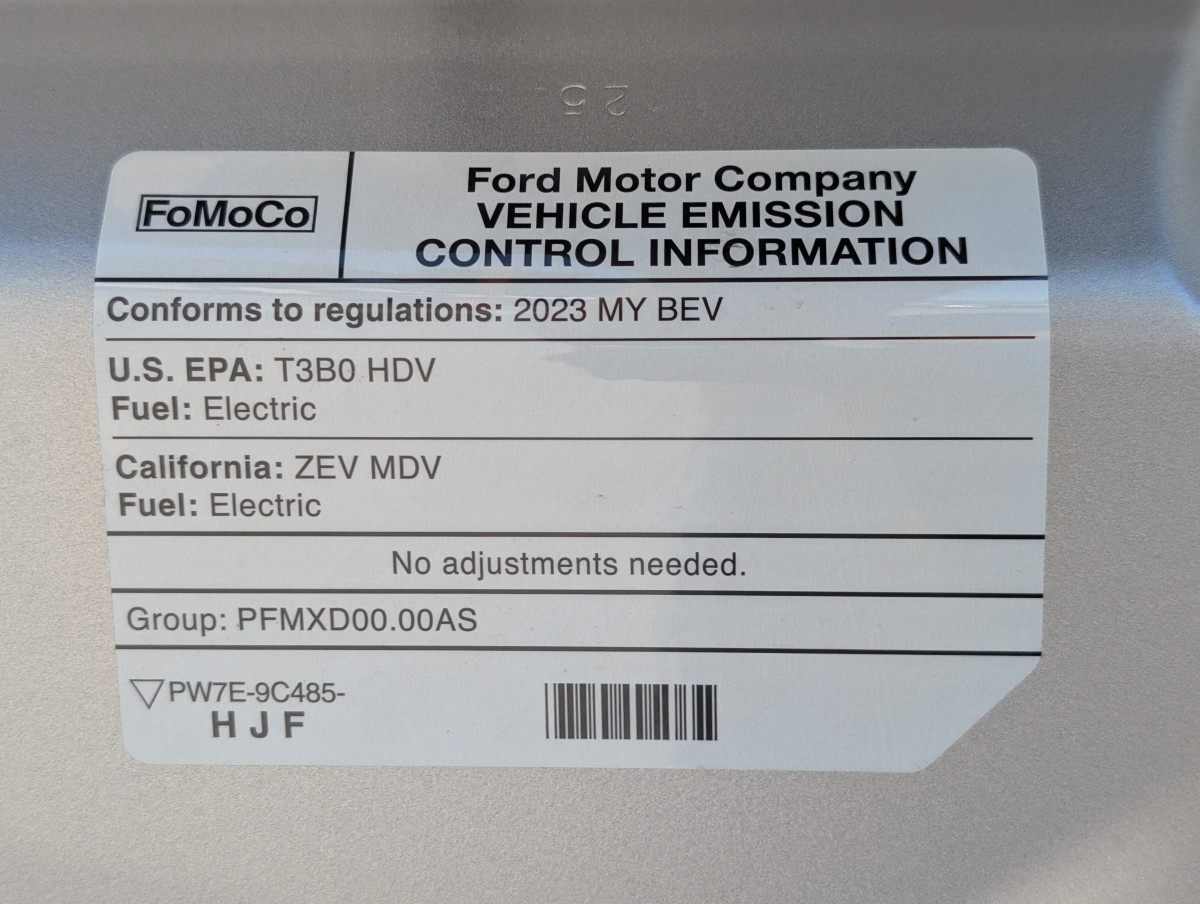 25
FoMoCo
Ford Motor Company
VEHICLE EMISSION
CONTROL INFORMATION
Conforms to regulations: 2023 MY BEV
U.S. EPA: T3B0 HDV
Fuel: Electric
California: ZEV MDV
Fuel: Electric
No adjustments needed.
Group: PFMXD00.00AS
PW7E-9C485-
HJF